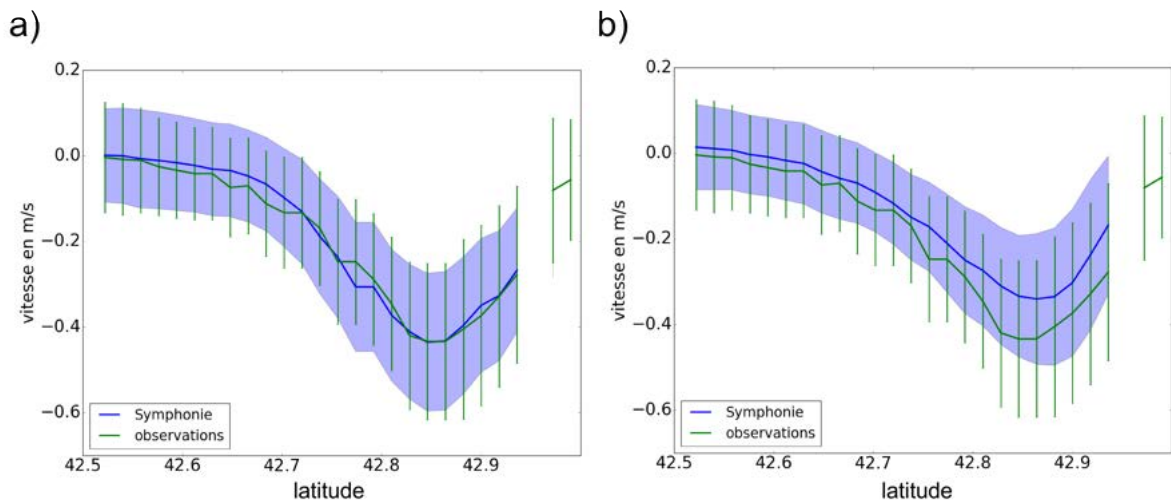 a)
0.2
0.0
−0.2
−0.4
−0.6
vitesse en m/s
Symphonie
observations
42.5 42.6 42.7 42.8 42.9
latitude
b)
0.2
0.0
−0.2
−0.4
−0.6
vitesse en m/s
Symphonie
observations
42.5 42.6 42.7 42.8 42.9
latitude